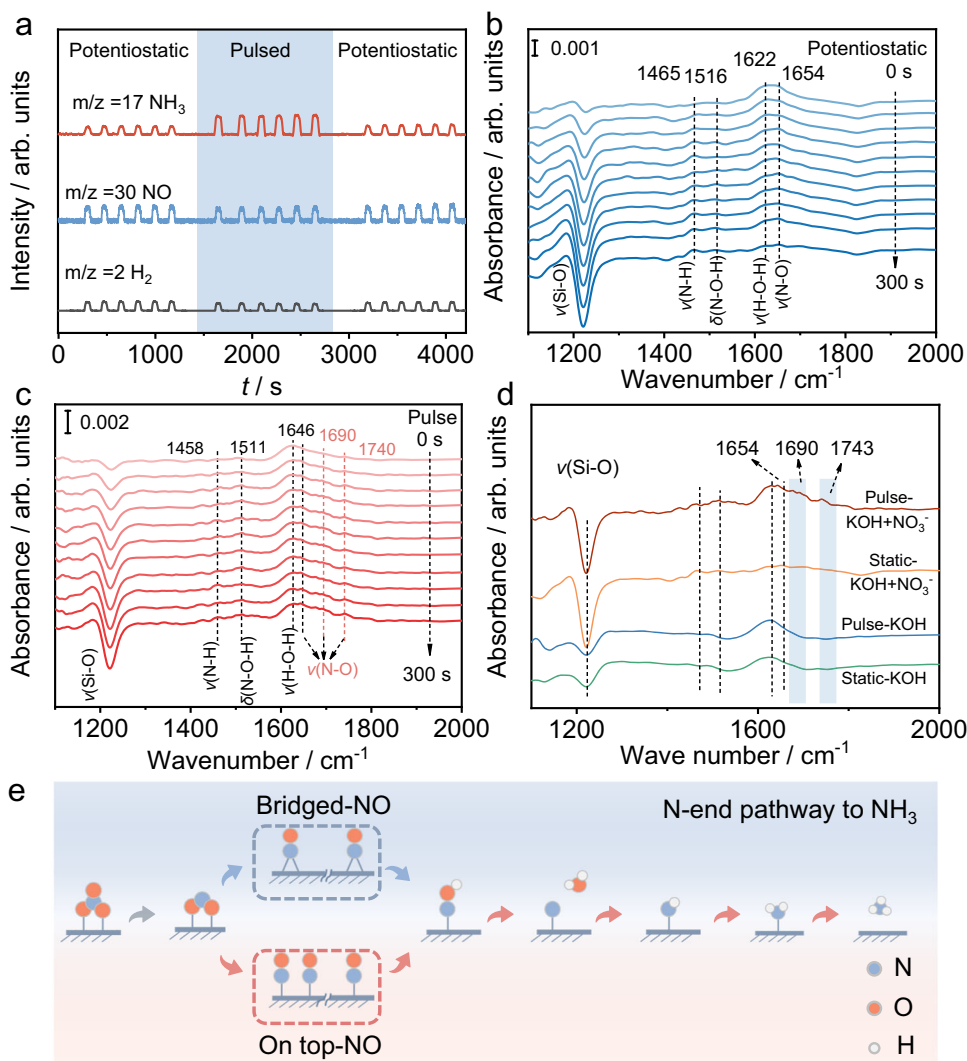 a
Potentiostatic Pulsed Potentiostatic
m/z =17 NH₃
m/z =30 NO
m/z =2 H₂
Intensity / arb. units
0 1000 2000 3000 4000
t / s
b
0.001
Potentiostatic
0 s
1465 1516 1622 1654
ν(Si-O)
ν(N-H)
δ(N-O-H)
ν(H-O-H)
ν(N-O)
300 s
Absorbance / arb. units
1200 1400 1600 1800 2000
Wavenumber / cm⁻¹
c
0.002
Pulse
0 s
1458 1511 1646 1690 1740
ν(Si-O)
ν(N-H)
δ(N-O-H)
ν(H-O-H)
ν(N-O)
300 s
Absorbance / arb. units
1200 1400 1600 1800 2000
Wavenumber / cm⁻¹
d
ν(Si-O)
1654 1690 1743
Pulse-
KOH+NO₃⁻
Static-
KOH+NO₃⁻
Pulse-KOH
Static-KOH
Absorbance / arb. units
1200 1400 1600 1800 2000
Wave number / cm⁻¹
e
Bridged-NO
N-end pathway to NH₃
On top-NO
N
O
H